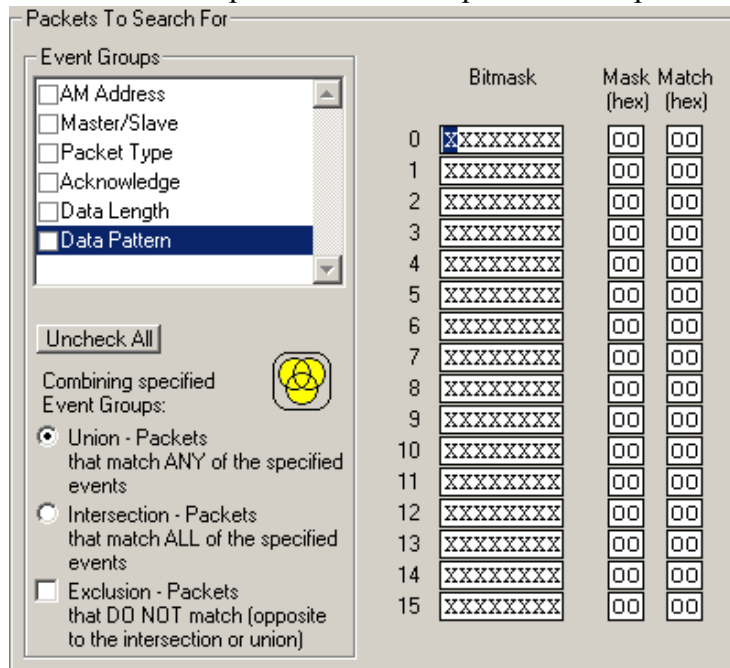 Packets To Search For
Event Groups
AM Address
Master/Slave
Packet Type
Acknowledge
Data Length
Data Pattern
Uncheck All
Combining specified
Event Groups:
Union - Packets
that match ANY of the specified
events
Intersection - Packets
that match ALL of the specified
events
Exclusion - Packets
that DO NOT match (opposite
to the intersection or union)
Bitmask Mask Match
(hex) (hex)
0 XXXXXXXX 00 00
1 XXXXXXXX 00 00
2 XXXXXXXX 00 00
3 XXXXXXXX 00 00
4 XXXXXXXX 00 00
5 XXXXXXXX 00 00
6 XXXXXXXX 00 00
7 XXXXXXXX 00 00
8 XXXXXXXX 00 00
9 XXXXXXXX 00 00
10 XXXXXXXX 00 00
11 XXXXXXXX 00 00
12 XXXXXXXX 00 00
13 XXXXXXXX 00 00
14 XXXXXXXX 00 00
15 XXXXXXXX 00 00